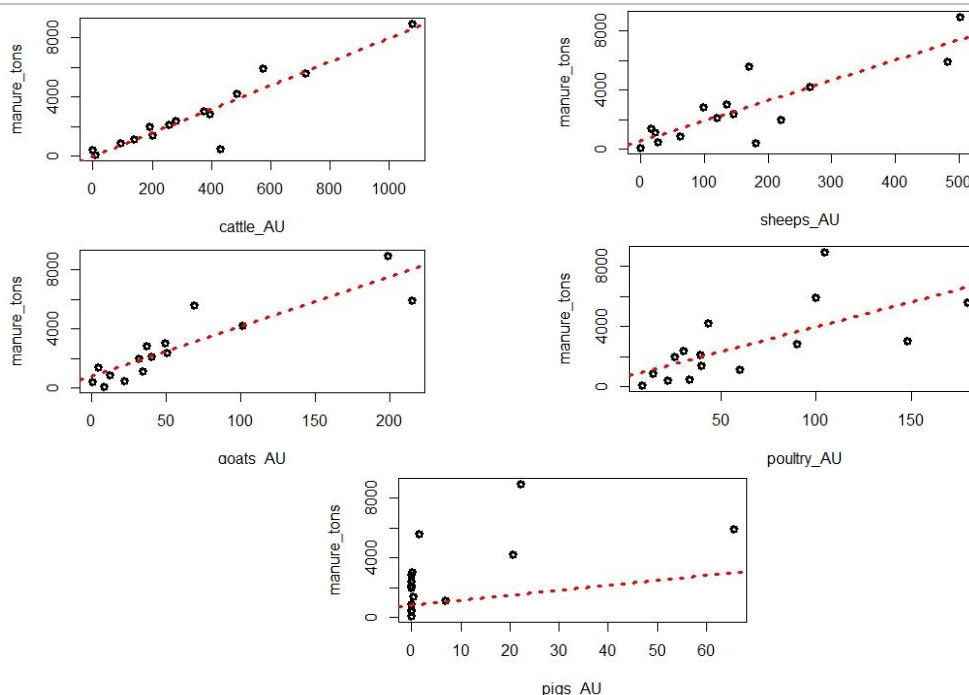 manure_tons
8000
4000
0
0 200 400 600 800 1000
cattle_AU
manure_tons
8000
4000
0
0 100 200 300 400 500
sheeps_AU
manure_tons
8000
4000
0
0 50 100 150 200
goats_AU
manure_tons
8000
4000
0
50 100 150
poultry_AU
manure_tons
8000
4000
0
0 10 20 30 40 50 60
pigs_AU